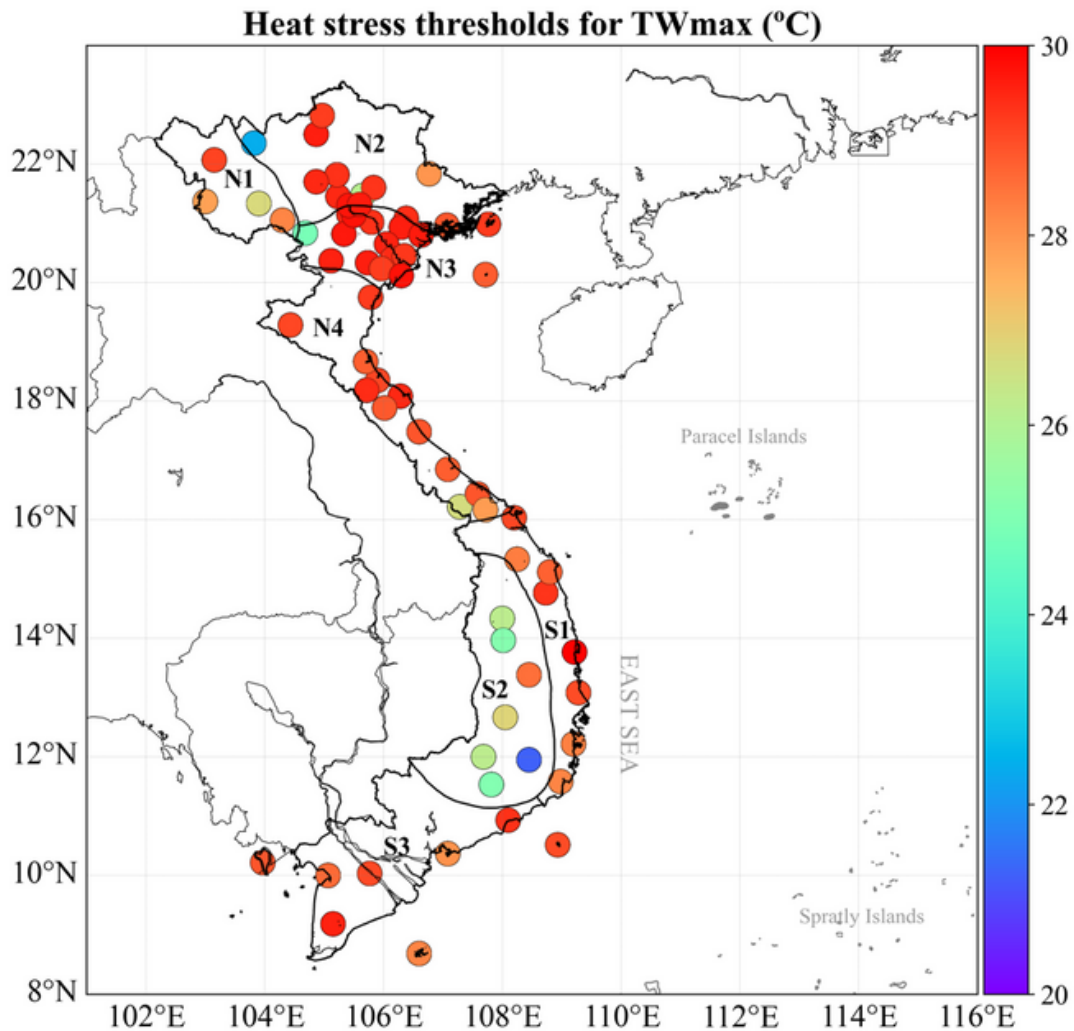 Heat stress thresholds for TWmax (ºC)
30
N2
22°N
N1
28
20°N
N3
N4
18°N
26
Paracel Islands
16°N
24
14°N
S1
S2
EAST SEA
12°N
22
S3
10°N
Spratly Islands
8°N
20
102°E 104°E 106°E 108°E 110°E 112°E 114°E 116°E